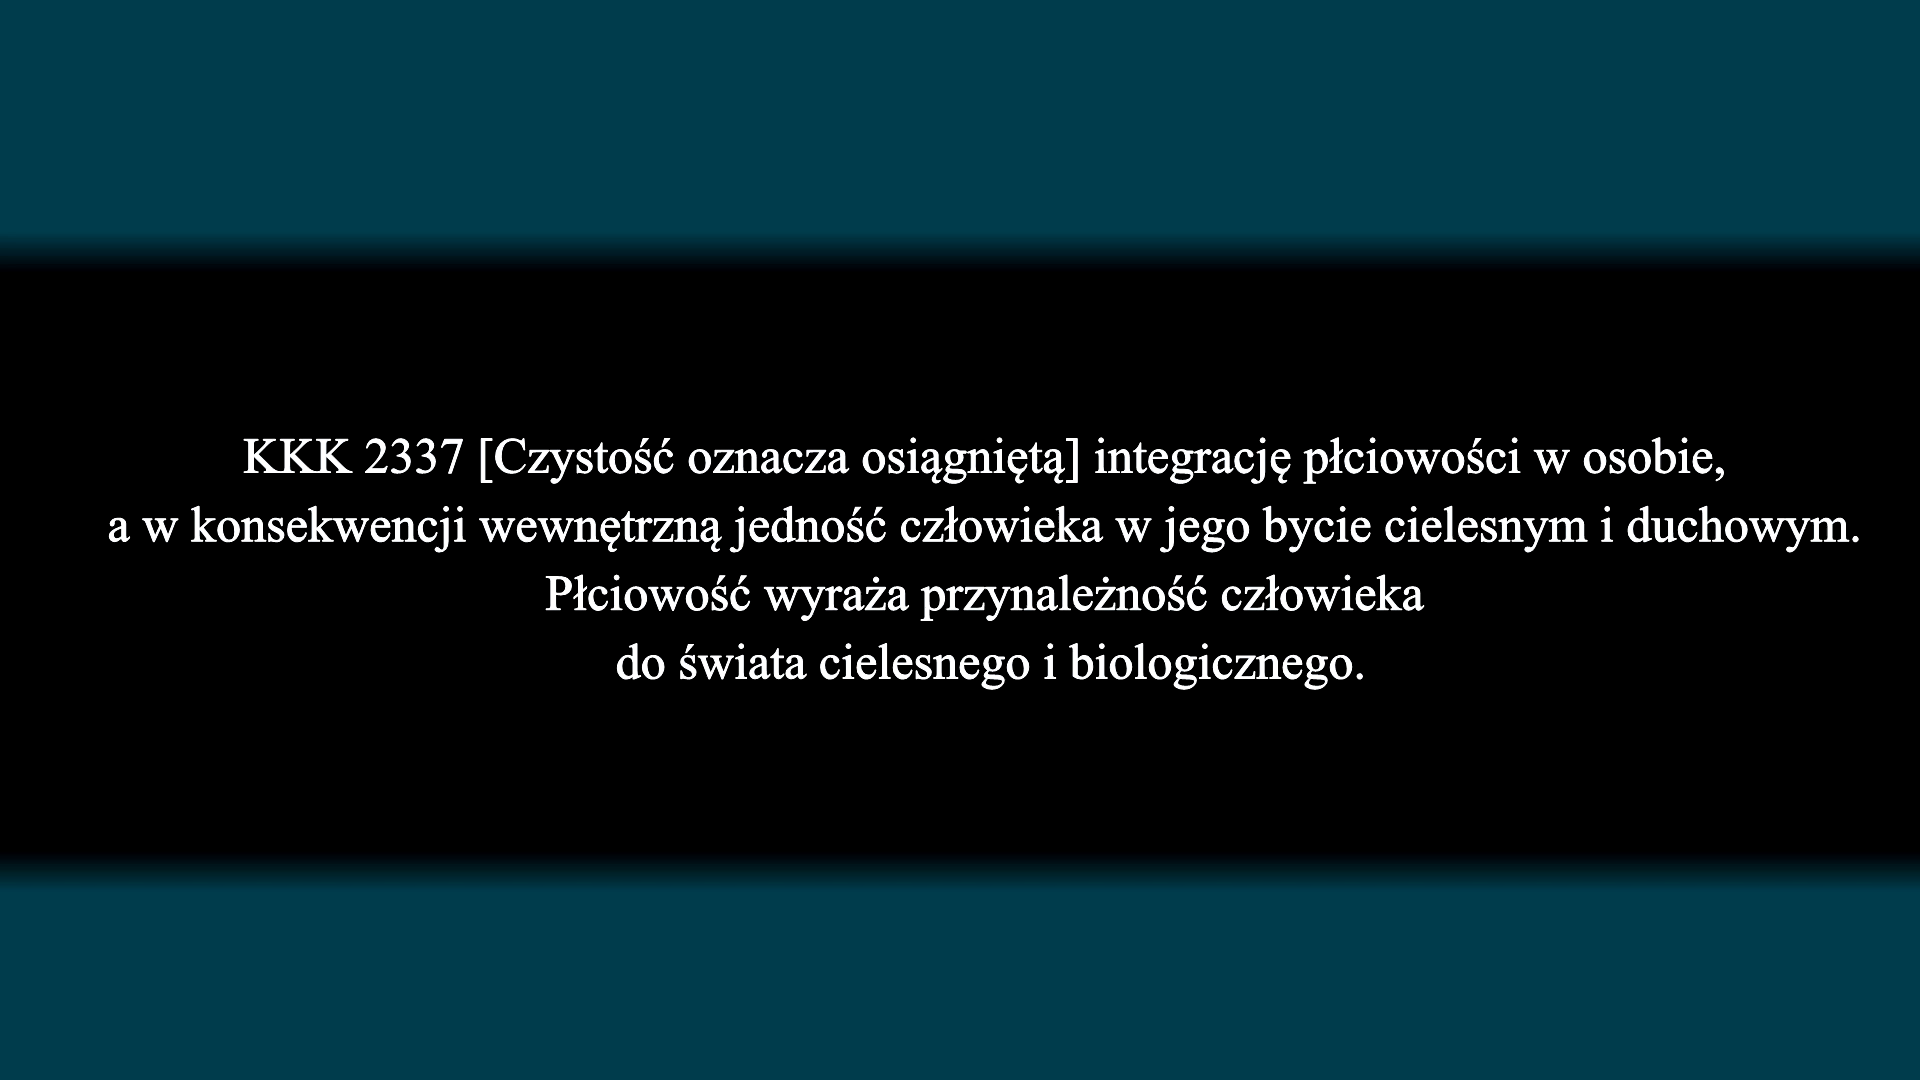 KKK 2337 [Czystość oznacza osiągniętą] integrację płciowości w osobie,
a w konsekwencji wewnętrzną jedność człowieka w jego bycie cielesnym i duchowym.
Płciowość wyraża przynależność człowieka
do świata cielesnego i biologicznego.